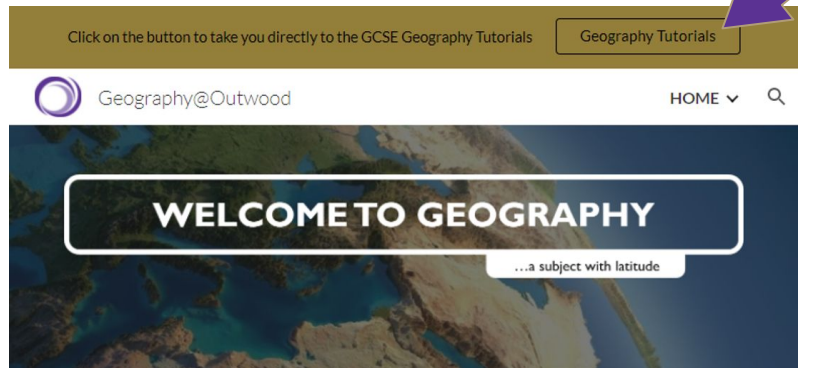 Click on the button to take you directly to the GCSE Geography Tutorials Geography Tutorials
Geography@Outwood HOME
WELCOME TO GEOGRAPHY
...a subject with latitude